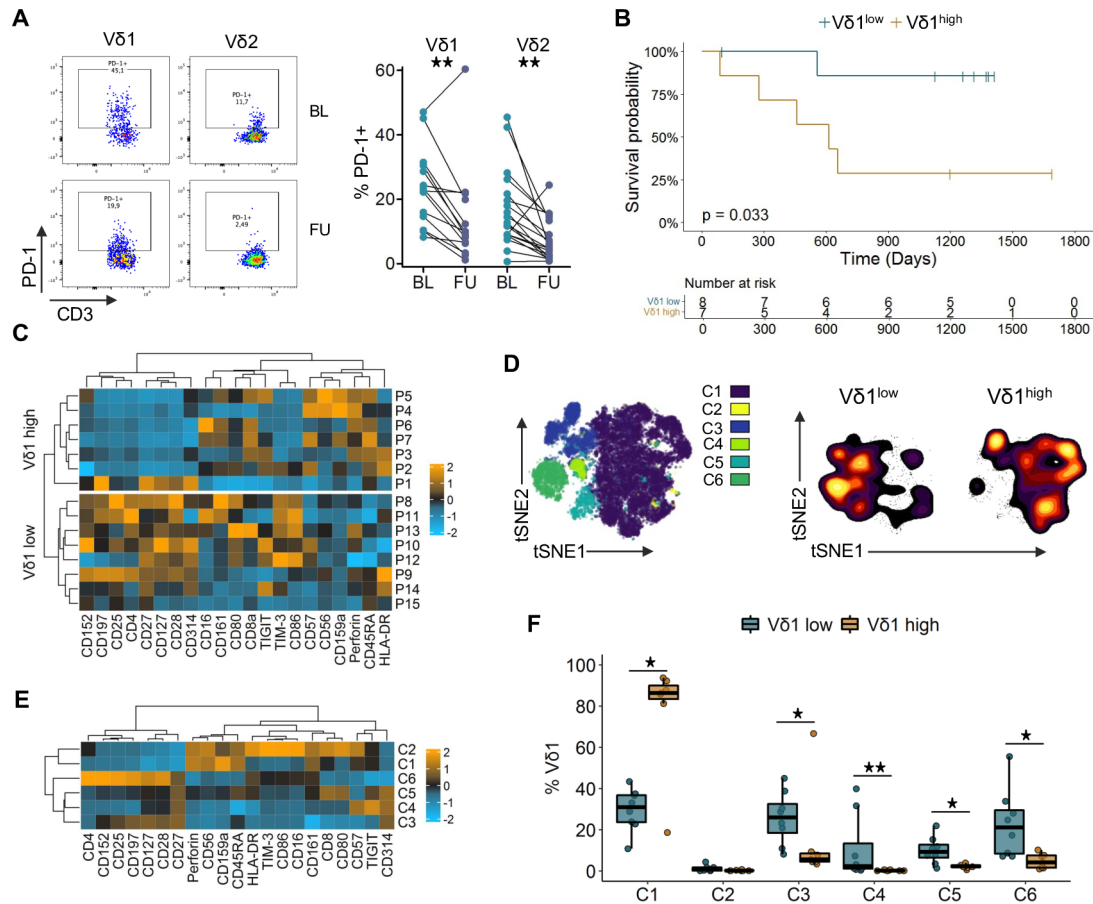 A
Vδ1 Vδ2
PD-1+
45,1
PD-1+
11,7
BL
PD-1+
19,9
PD-1+
2,49
FU
PD-1
CD3
Vδ1 Vδ2
★★ ★★
% PD-1+
60
40
20
0
BL FU BL FU
B
Vδ1low Vδ1high
Survival probability
100%
75%
50%
25%
0%
p = 0.033
0 300 600 900 1200 1500 1800
Time (Days)
Number at risk
Vδ1 low 8 7 6 6 5 0 0
Vδ1 high 7 5 4 2 2 1 0
0 300 600 900 1200 1500 1800
C
Vδ1 high
P5
P4
P6
P7
P3
P2
P1
Vδ1 low
P8
P11
P13
P10
P12
P9
P14
P15
2
1
0
-1
-2
CD152 CD197 CD25 CD4 CD27 CD127 CD28 CD314 CD16 CD161 CD80 CD8a TIGIT TIM-3 CD86 CD57 CD56 CD159a Perforin CD45RA HLA-DR
D
tSNE2
tSNE1
C1
C2
C3
C4
C5
C6
Vδ1low Vδ1high
tSNE2
tSNE1
E
C2
C1
C6
C5
C4
C3
2
1
0
-1
-2
CD4 CD152 CD25 CD197 CD127 CD28 CD27 Perforin CD56 CD159a CD45RA HLA-DR TIM-3 CD86 CD16 CD161 CD8 CD80 CD57 TIGIT CD314
F
Vδ1 low Vδ1 high
% Vδ1
100
80
60
40
20
0
★ ★ ★★ ★ ★
C1 C2 C3 C4 C5 C6